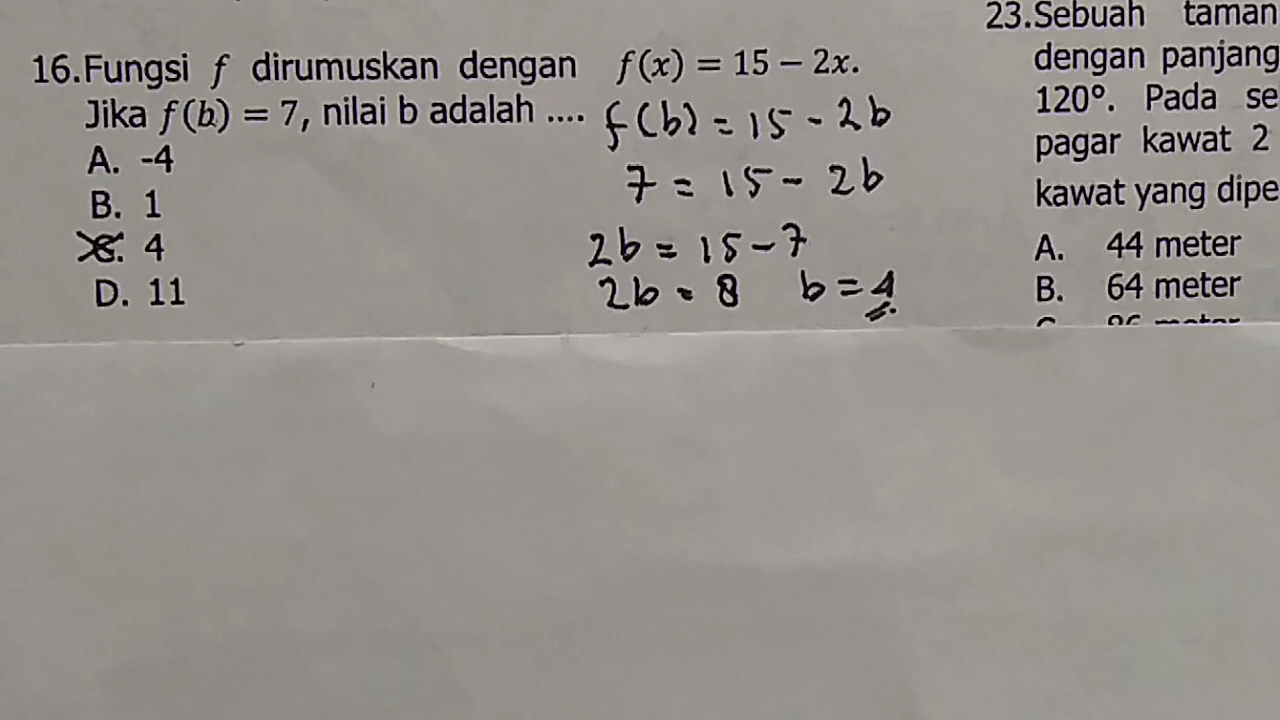 16.Fungsi f dirumuskan dengan f(x) = 15 – 2x.
Jika f(b) = 7, nilai b adalah ....
A. -4
B. 1
C. 4
D. 11
f(b) = 15 - 2b
7 = 15 - 2b
2b = 15 - 7
2b = 8 b = 4
23.Sebuah taman
dengan panjang
120°. Pada se
pagar kawat 2
kawat yang dipe
A. 44 meter
B. 64 meter